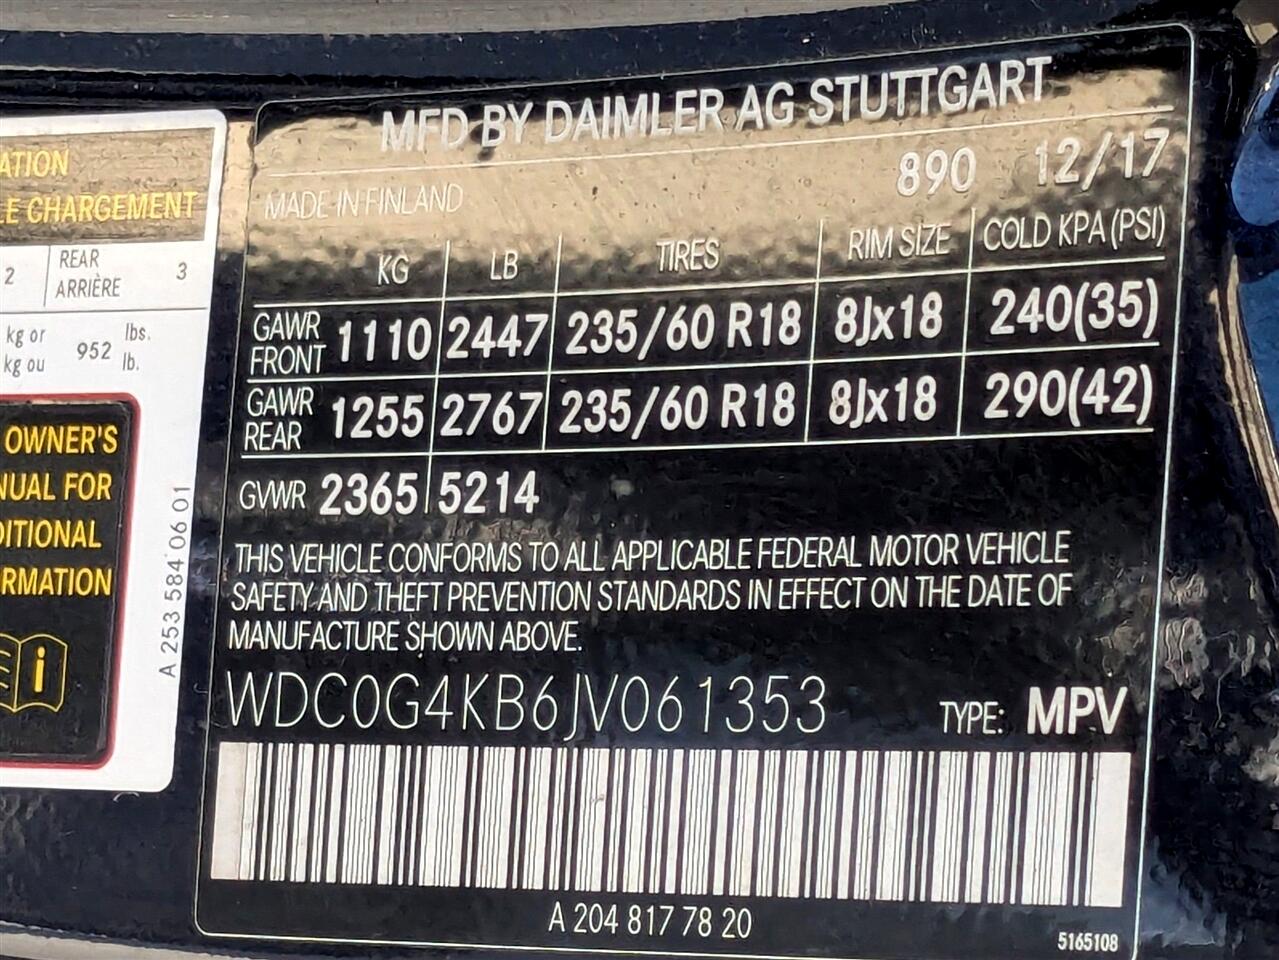 ATION
LE CHARGEMENT
2 REAR ARRIÈRE 3
kg or lbs.
952
kg ou lb.
OWNER'S
NUAL FOR
DITIONAL
RMATION
A 253 584 06 01
MFD BY DAIMLER AG STUTTGART
MADE IN FINLAND 890 12/17
KG LB TIRES RIM SIZE COLD KPA (PSI)
GAWR FRONT 1110 2447 235/60 R18 8Jx18 240(35)
GAWR REAR 1255 2767 235/60 R18 8Jx18 290(42)
GVWR 2365 5214
THIS VEHICLE CONFORMS TO ALL APPLICABLE FEDERAL MOTOR VEHICLE
SAFETY AND THEFT PREVENTION STANDARDS IN EFFECT ON THE DATE OF
MANUFACTURE SHOWN ABOVE.
WDC0G4KB6JV061353 TYPE: MPV
A 204 817 78 20
5165108